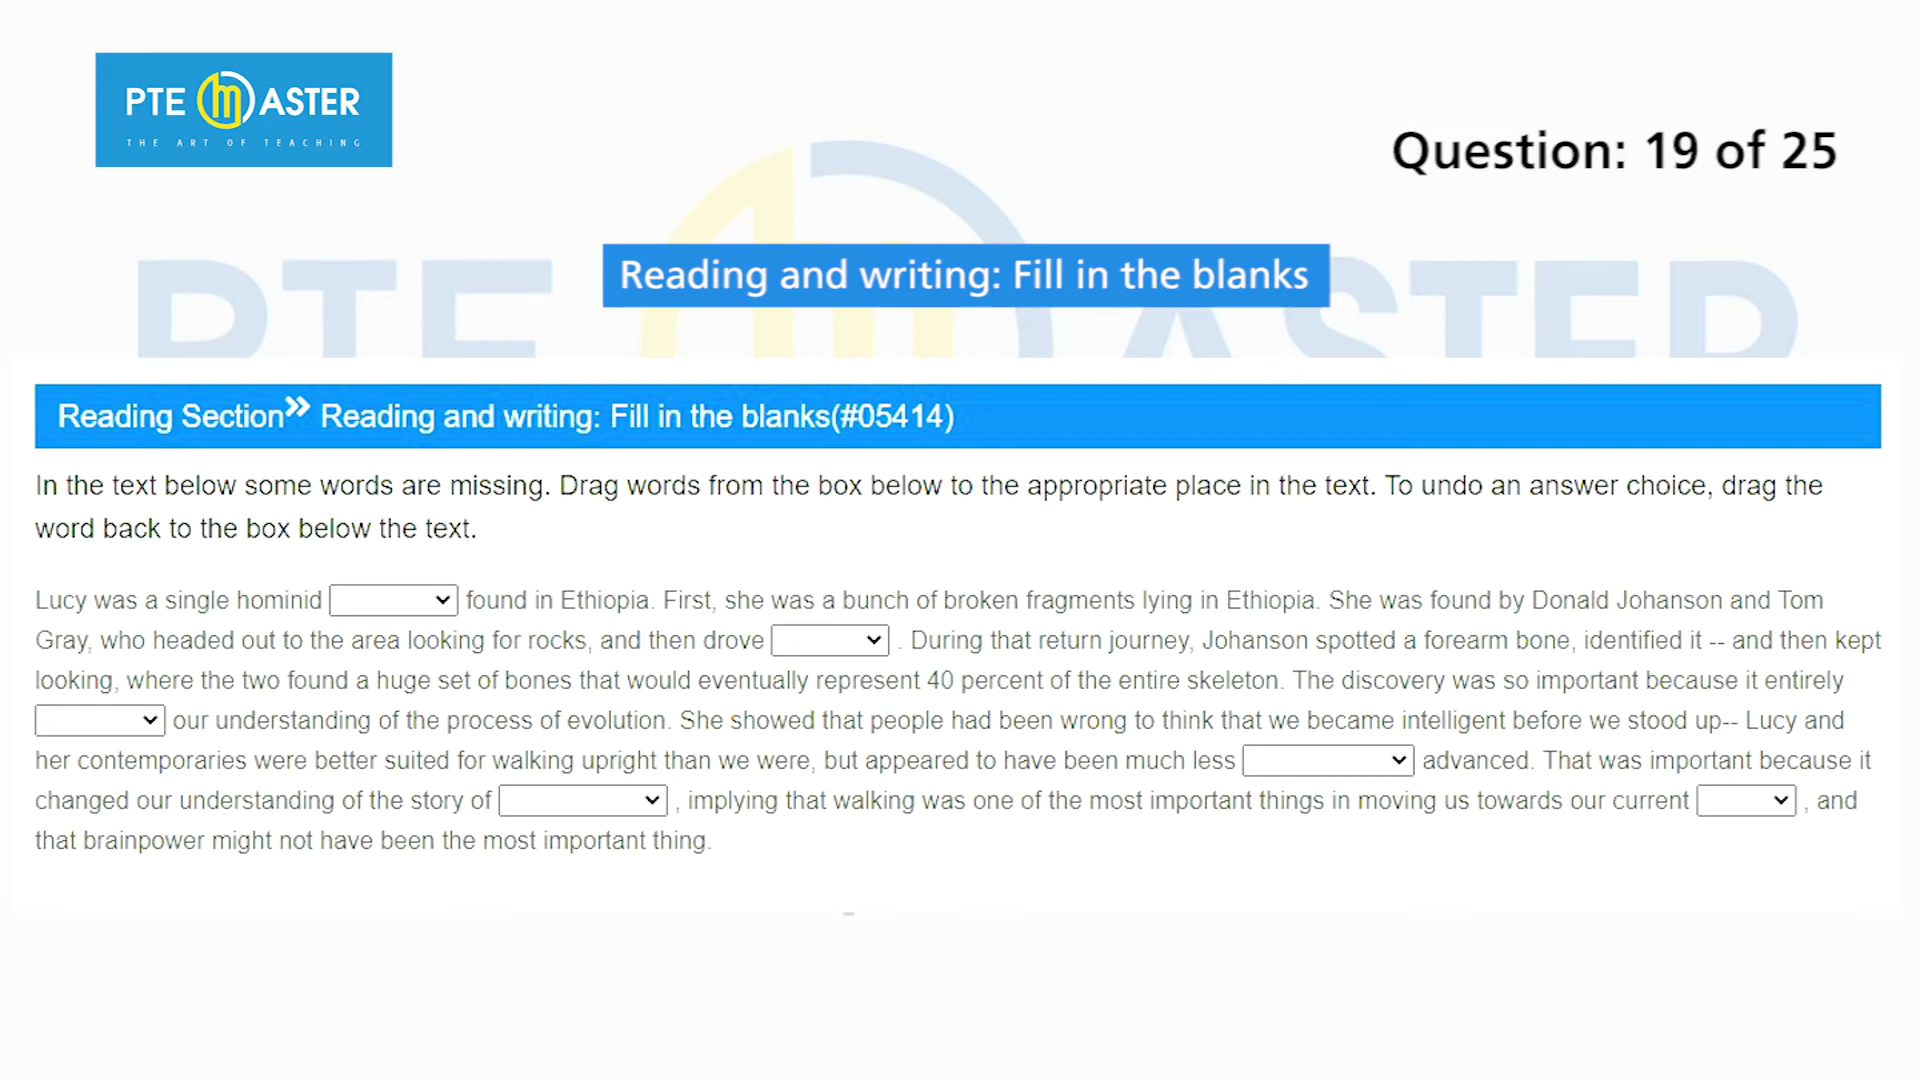 PTE MASTER
THE ART OF TEACHING
Question: 19 of 25
PTE MASTER
Reading and writing: Fill in the blanks
Reading Section» Reading and writing: Fill in the blanks(#05414)
In the text below some words are missing. Drag words from the box below to the appropriate place in the text. To undo an answer choice, drag the
word back to the box below the text.
Lucy was a single hominid found in Ethiopia. First, she was a bunch of broken fragments lying in Ethiopia. She was found by Donald Johanson and Tom
Gray, who headed out to the area looking for rocks, and then drove . During that return journey, Johanson spotted a forearm bone, identified it -- and then kept
looking, where the two found a huge set of bones that would eventually represent 40 percent of the entire skeleton. The discovery was so important because it entirely
our understanding of the process of evolution. She showed that people had been wrong to think that we became intelligent before we stood up-- Lucy and
her contemporaries were better suited for walking upright than we were, but appeared to have been much less advanced. That was important because it
changed our understanding of the story of , implying that walking was one of the most important things in moving us towards our current , and
that brainpower might not have been the most important thing.